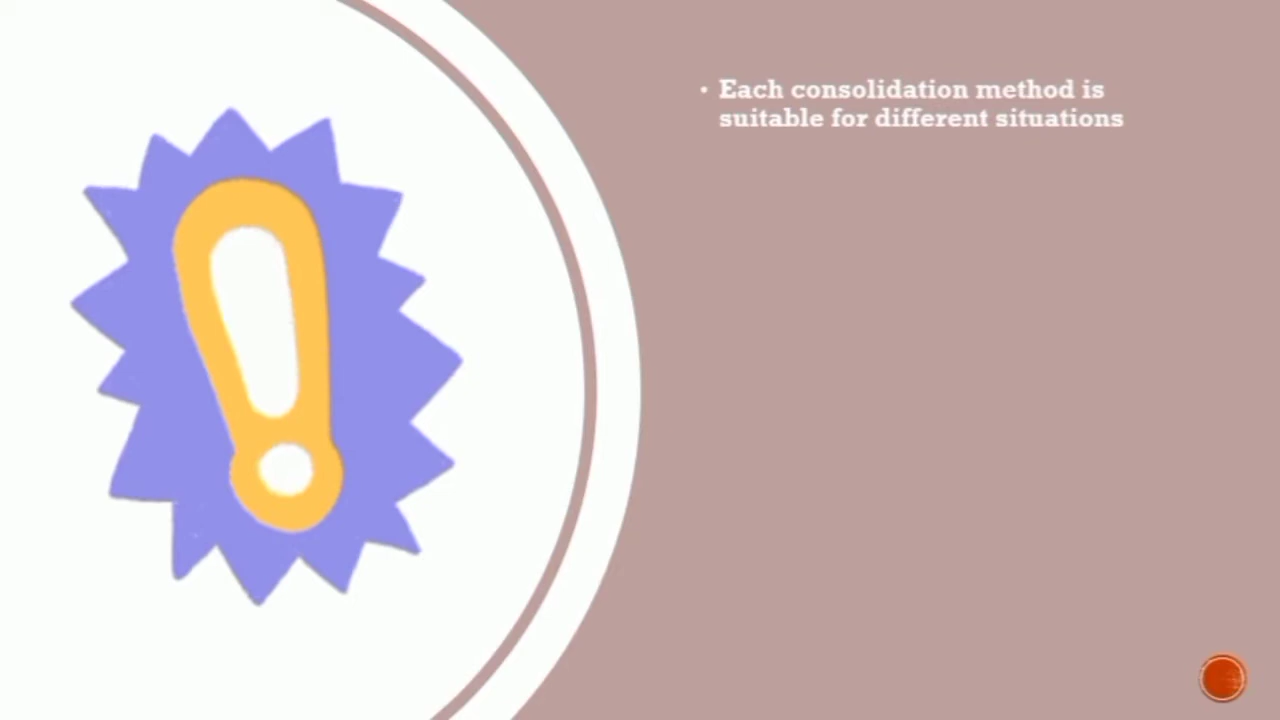 • Each consolidation method is
suitable for different situations